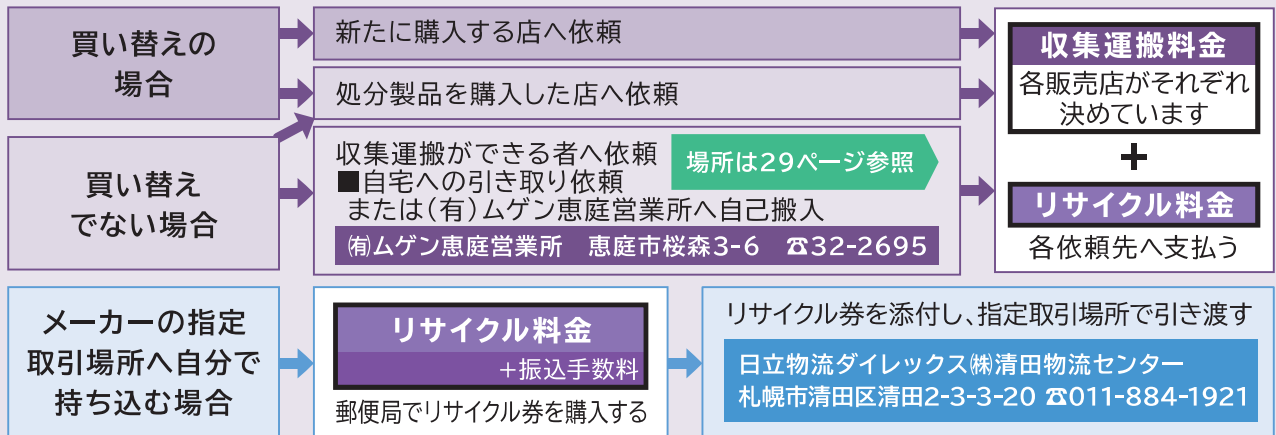 買い替えの
場合
新たに購入する店へ依頼
処分製品を購入した店へ依頼
買い替え
でない場合
収集運搬ができる者へ依頼
場所は29ページ参照
■自宅への引き取り依頼
または(有)ムゲン恵庭営業所へ自己搬入
㈲ムゲン恵庭営業所 恵庭市桜森3-6 ☎32-2695
収集運搬料金
各販売店がそれぞれ
決めています
+
リサイクル料金
各依頼先へ支払う
メーカーの指定
取引場所へ自分で
持ち込む場合
リサイクル料金
+振込手数料
郵便局でリサイクル券を購入する
リサイクル券を添付し、指定取引場所で引き渡す
日立物流ダイレックス㈱清田物流センター
札幌市清田区清田2-3-3-20 ☎011-884-1921